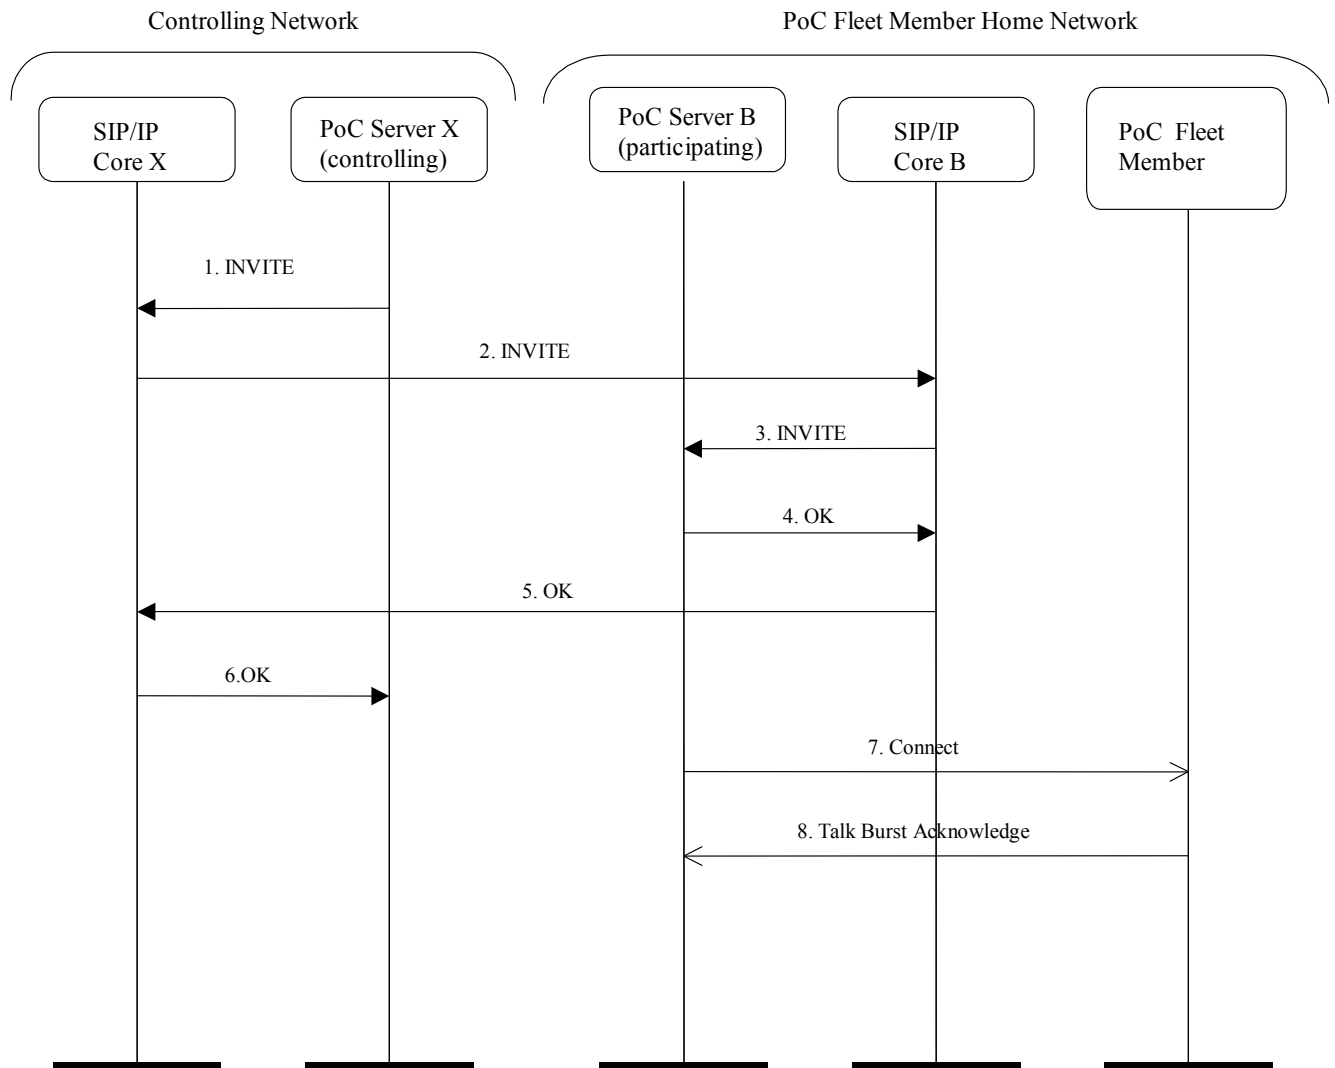 Controlling Network
PoC Fleet Member Home Network
SIP/IP
Core X
PoC Server X
(controlling)
PoC Server B
(participating)
SIP/IP
Core B
PoC Fleet
Member
1. INVITE
2. INVITE
3. INVITE
4. OK
5. OK
6.OK
7. Connect
8. Talk Burst Acknowledge